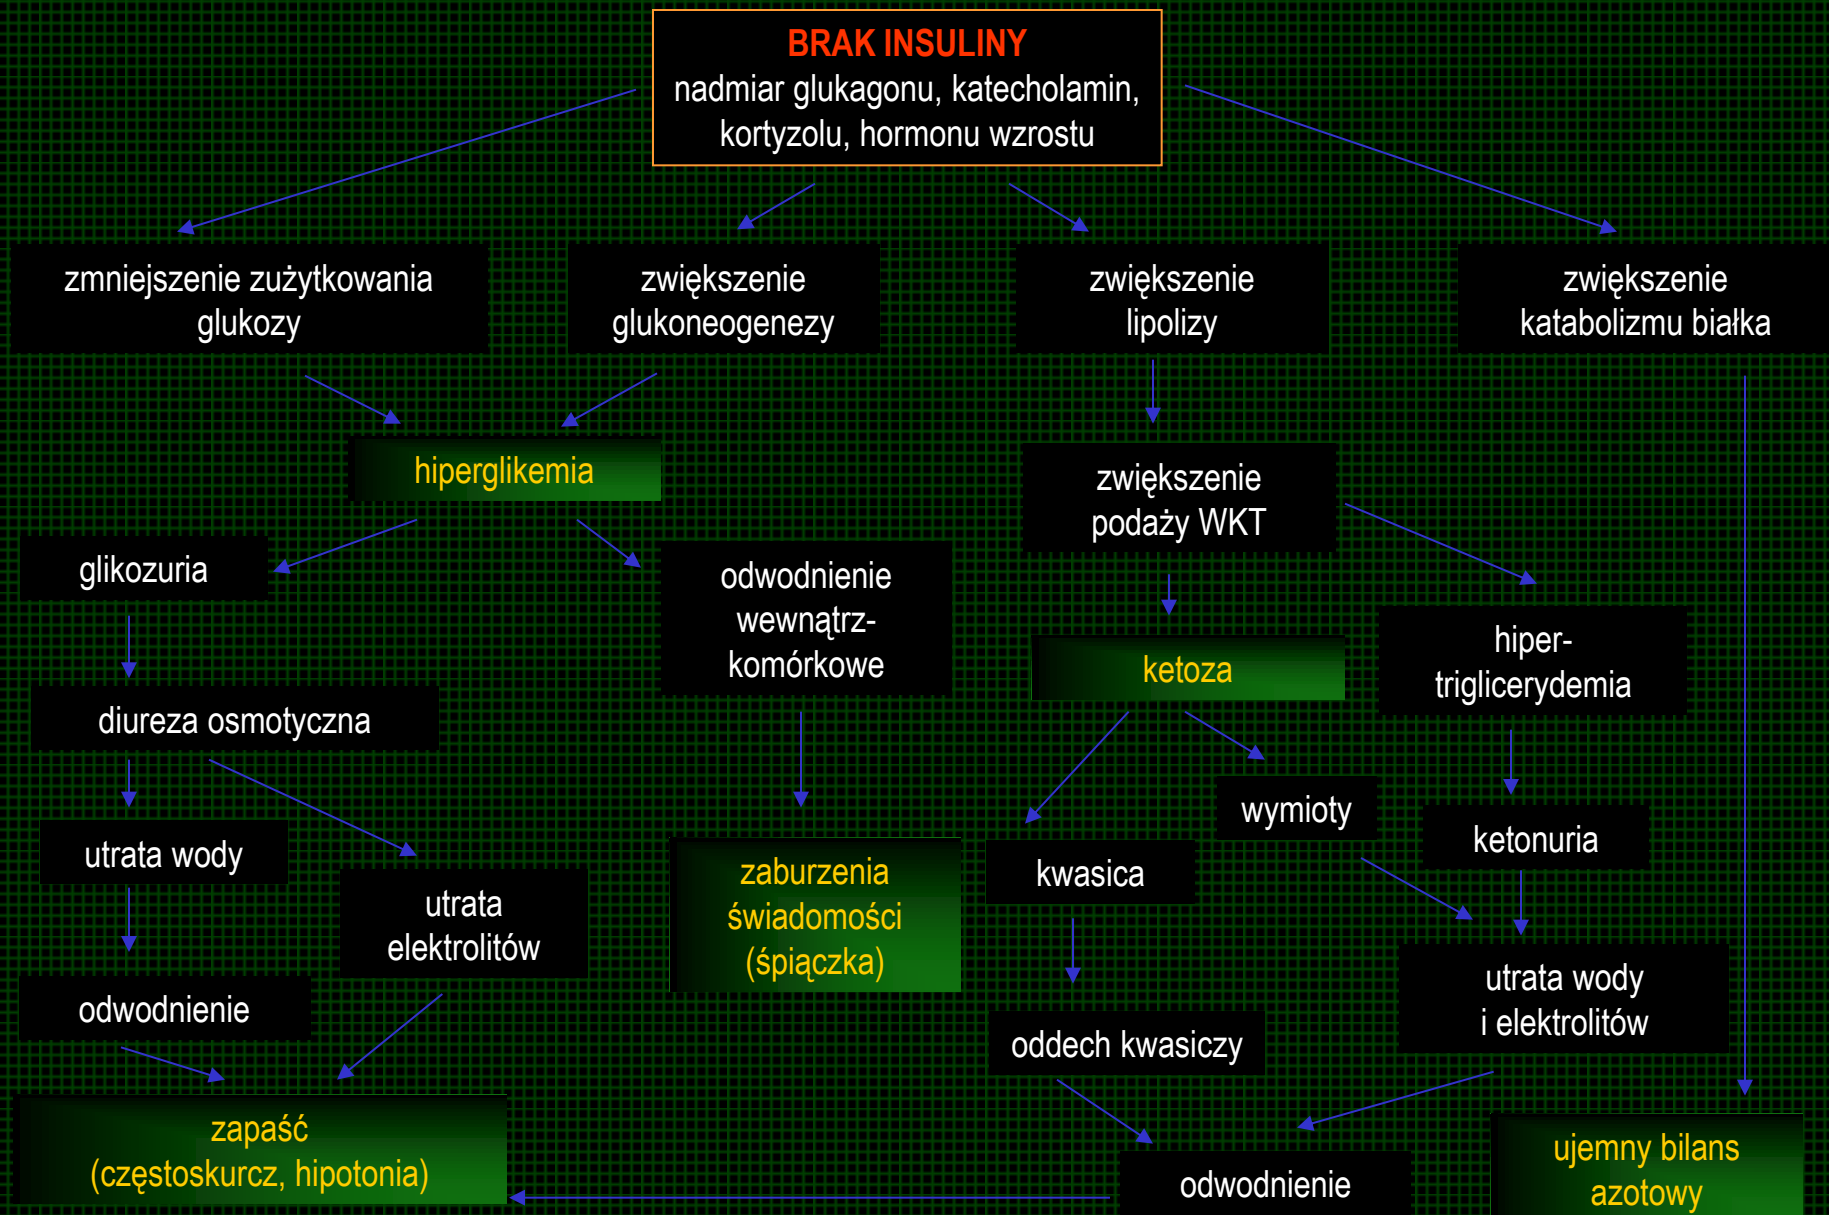 BRAK INSULINY
nadmiar glukagonu, katecholamin,
kortyzolu, hormonu wzrostu
zmniejszenie zużytkowania
glukozy
zwiększenie
glukoneogenezy
zwiększenie
lipolizy
zwiększenie
katabolizmu białka
hiperglikemia
zwiększenie
podaży WKT
glikozuria
odwodnienie
wewnątrz-
komórkowe
ketoza
hiper-
triglicerydemia
diureza osmotyczna
wymioty
ketonuria
utrata wody
utrata
elektrolitów
zaburzenia
świadomości
(śpiączka)
kwasica
odwodnienie
oddech kwasiczy
utrata wody
i elektrolitów
zapaść
(częstoskurcz, hipotonia)
odwodnienie
ujemny bilans
azotowy